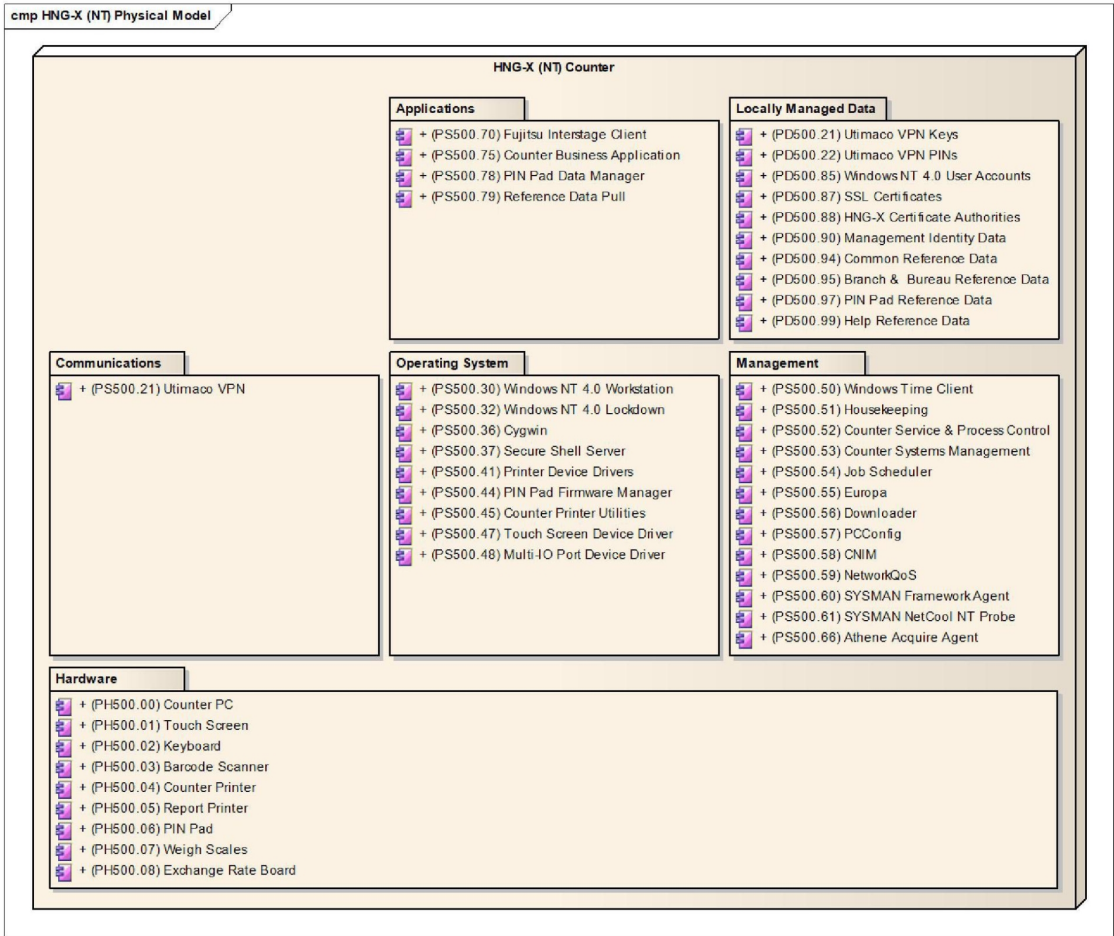 cmp HNG-X (NT) Physical Model
HNG-X (NT) Counter
Applications
+ (PS500.70) Fujitsu Interstage Client
+ (PS500.75) Counter Business Application
+ (PS500.78) PIN Pad Data Manager
+ (PS500.79) Reference Data Pull
Locally Managed Data
+ (PD500.21) Utimaco VPN Keys
+ (PD500.22) Utimaco VPN PINs
+ (PD500.85) Windows NT 4.0 User Accounts
+ (PD500.87) SSL Certificates
+ (PD500.88) HNG-X Certificate Authorities
+ (PD500.90) Management Identity Data
+ (PD500.94) Common Reference Data
+ (PD500.95) Branch & Bureau Reference Data
+ (PD500.97) PIN Pad Reference Data
+ (PD500.99) Help Reference Data
Communications
+ (PS500.21) Utimaco VPN
Operating System
+ (PS500.30) Windows NT 4.0 Workstation
+ (PS500.32) Windows NT 4.0 Lockdown
+ (PS500.36) Cygwin
+ (PS500.37) Secure Shell Server
+ (PS500.41) Printer Device Drivers
+ (PS500.44) PIN Pad Firmware Manager
+ (PS500.45) Counter Printer Utilities
+ (PS500.47) Touch Screen Device Driver
+ (PS500.48) Multi-IO Port Device Driver
Management
+ (PS500.50) Windows Time Client
+ (PS500.51) Housekeeping
+ (PS500.52) Counter Service & Process Control
+ (PS500.53) Counter Systems Management
+ (PS500.54) Job Scheduler
+ (PS500.55) Europa
+ (PS500.56) Downloader
+ (PS500.57) PCConfig
+ (PS500.58) CNIM
+ (PS500.59) NetworkQoS
+ (PS500.60) SYSMAN Framework Agent
+ (PS500.61) SYSMAN NetCool NT Probe
+ (PS500.66) Athene Acquire Agent
Hardware
+ (PH500.00) Counter PC
+ (PH500.01) Touch Screen
+ (PH500.02) Keyboard
+ (PH500.03) Barcode Scanner
+ (PH500.04) Counter Printer
+ (PH500.05) Report Printer
+ (PH500.06) PIN Pad
+ (PH500.07) Weigh Scales
+ (PH500.08) Exchange Rate Board